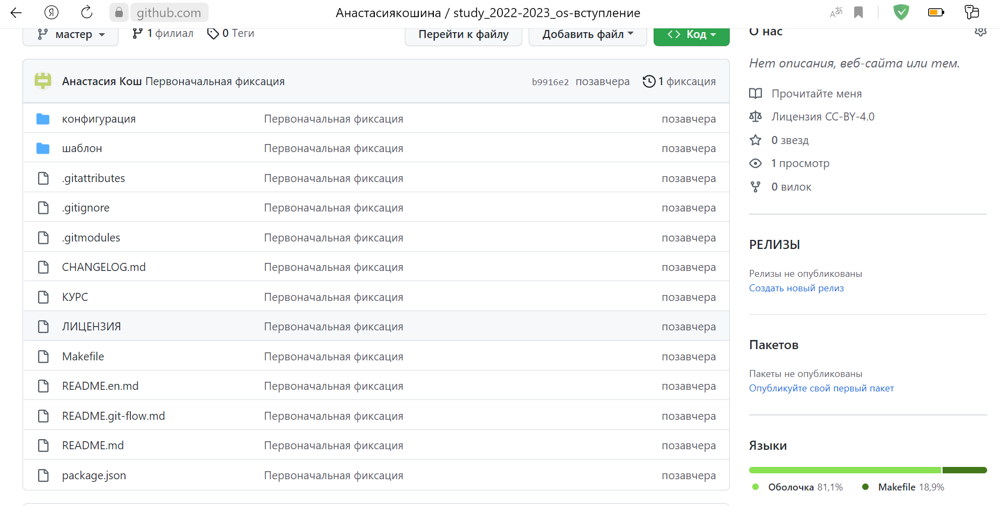 Я github.com Анастасиякошина / study_2022-2023_os-вступление
мастер 1 филиал 0 Теги Перейти к файлу Добавить файл Код
Анастасия Кош Первоначальная фиксация b9916e2 позавчера 1 фиксация
конфигурация Первоначальная фиксация позавчера
шаблон Первоначальная фиксация позавчера
.gitattributes Первоначальная фиксация позавчера
.gitignore Первоначальная фиксация позавчера
.gitmodules Первоначальная фиксация позавчера
CHANGELOG.md Первоначальная фиксация позавчера
КУРС Первоначальная фиксация позавчера
ЛИЦЕНЗИЯ Первоначальная фиксация позавчера
Makefile Первоначальная фиксация позавчера
README.en.md Первоначальная фиксация позавчера
README.git-flow.md Первоначальная фиксация позавчера
README.md Первоначальная фиксация позавчера
package.json Первоначальная фиксация позавчера
О нас
Нет описания, веб-сайта или тем.
Прочитайте меня
Лицензия CC-BY-4.0
0 звезд
1 просмотр
0 вилок
РЕЛИЗЫ
Релизы не опубликованы
Создать новый релиз
Пакетов
Пакеты не опубликованы
Опубликуйте свой первый пакет
Языки
Оболочка 81,1% Makefile 18,9%